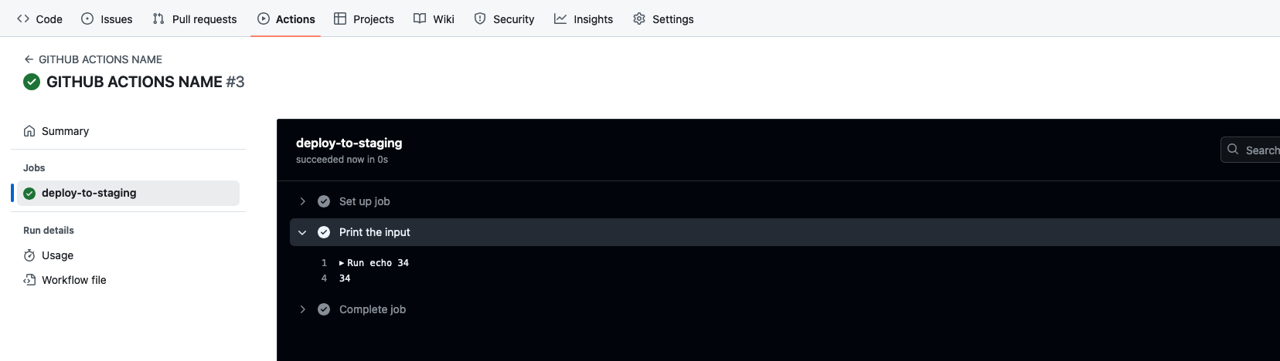 Code Issues Pull requests Actions Projects Wiki Security Insights Settings
GITHUB ACTIONS NAME
GITHUB ACTIONS NAME #3
Summary
Jobs
deploy-to-staging
Run details
Usage
Workflow file
deploy-to-staging
succeeded now in 0s
Search
Set up job
Print the input
1 Run echo 34
4 34
Complete job